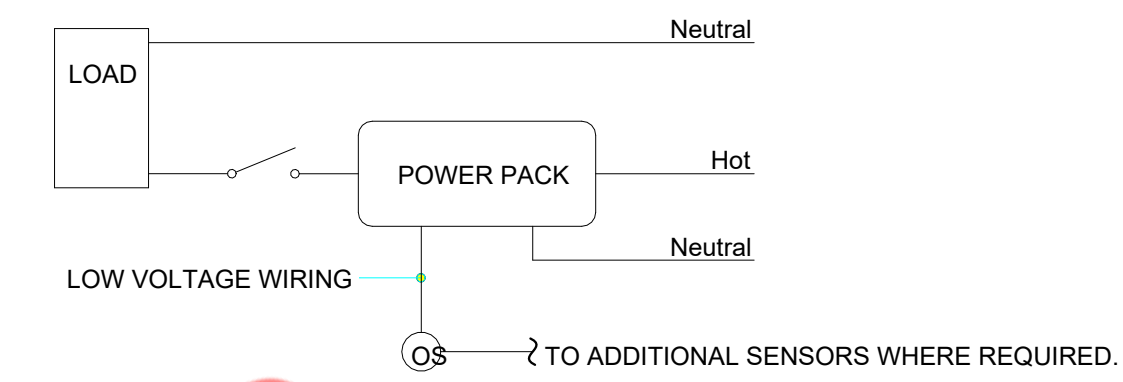 Neutral
LOAD
Hot
POWER PACK
Neutral
LOW VOLTAGE WIRING
OS
TO ADDITIONAL SENSORS WHERE REQUIRED.